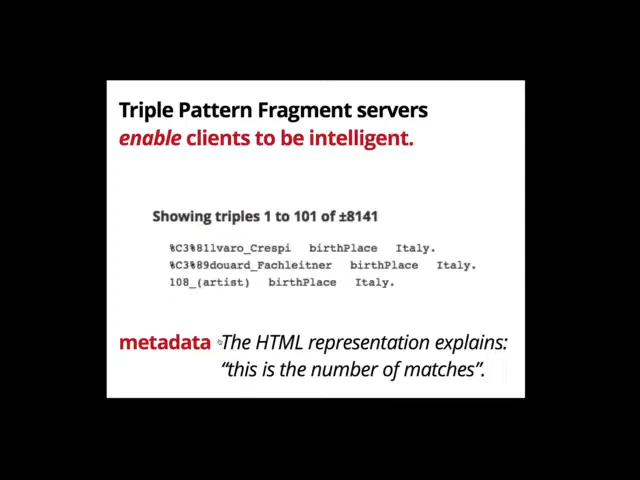 Triple Pattern Fragment servers
enable clients to be intelligent.
Showing triples 1 to 101 of ±8141
%C3%81lvaro_Crespi birthPlace Italy.
%C3%89douard_Fachleitner birthPlace Italy.
108_(artist) birthPlace Italy.
metadata The HTML representation explains:
“this is the number of matches”.